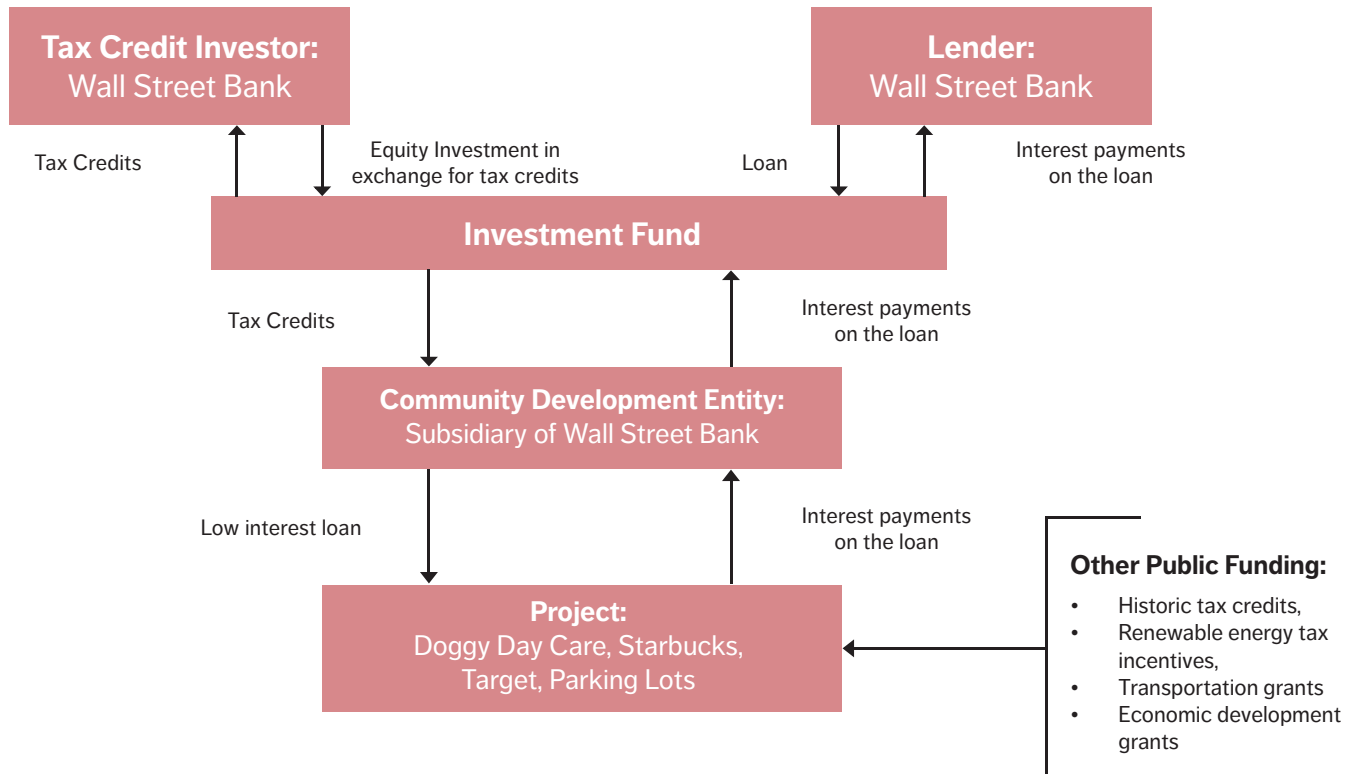 Tax Credit Investor:
Wall Street Bank
Lender:
Wall Street Bank
Tax Credits
Equity Investment in
exchange for tax credits
Loan
Interest payments
on the loan
Investment Fund
Tax Credits
Interest payments
on the loan
Community Development Entity:
Subsidiary of Wall Street Bank
Low interest loan
Interest payments
on the loan
Project:
Doggy Day Care, Starbucks,
Target, Parking Lots
Other Public Funding:
• Historic tax credits,
• Renewable energy tax
incentives,
• Transportation grants
• Economic development
grants